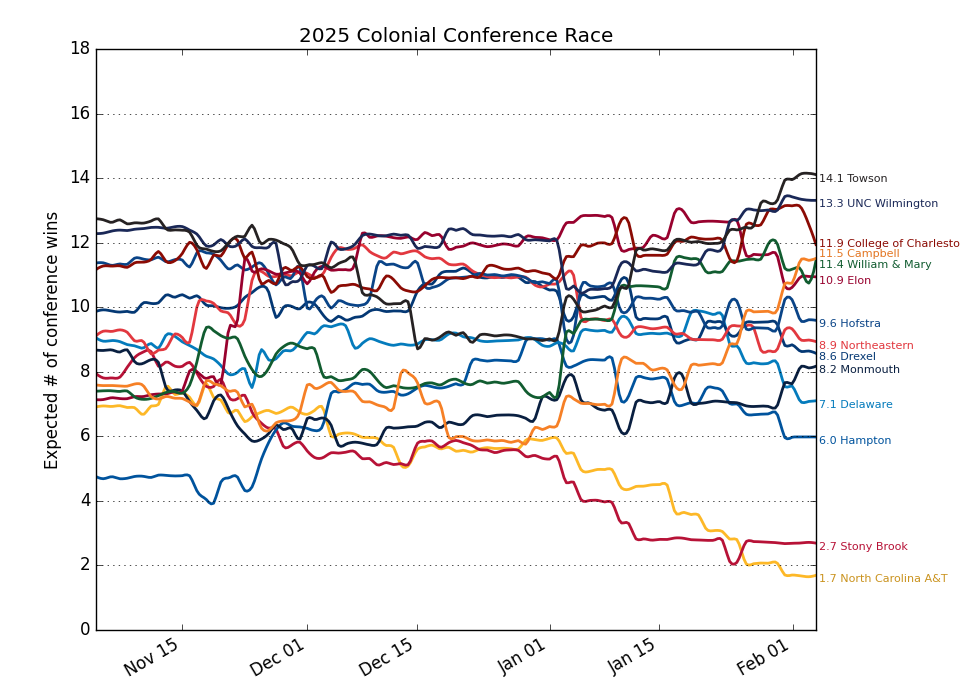 2025 Colonial Conference Race
Expected # of conference wins
18
16
14
12
10
8
6
4
2
0
Nov 15
Dec 01
Dec 15
Jan 01
Jan 15
Feb 01
14.1 Towson
13.3 UNC Wilmington
11.9 College of Charlesto
11.5 Campbell
11.4 William & Mary
10.9 Elon
9.6 Hofstra
8.9 Northeastern
8.6 Drexel
8.2 Monmouth
7.1 Delaware
6.0 Hampton
2.7 Stony Brook
1.7 North Carolina A&T